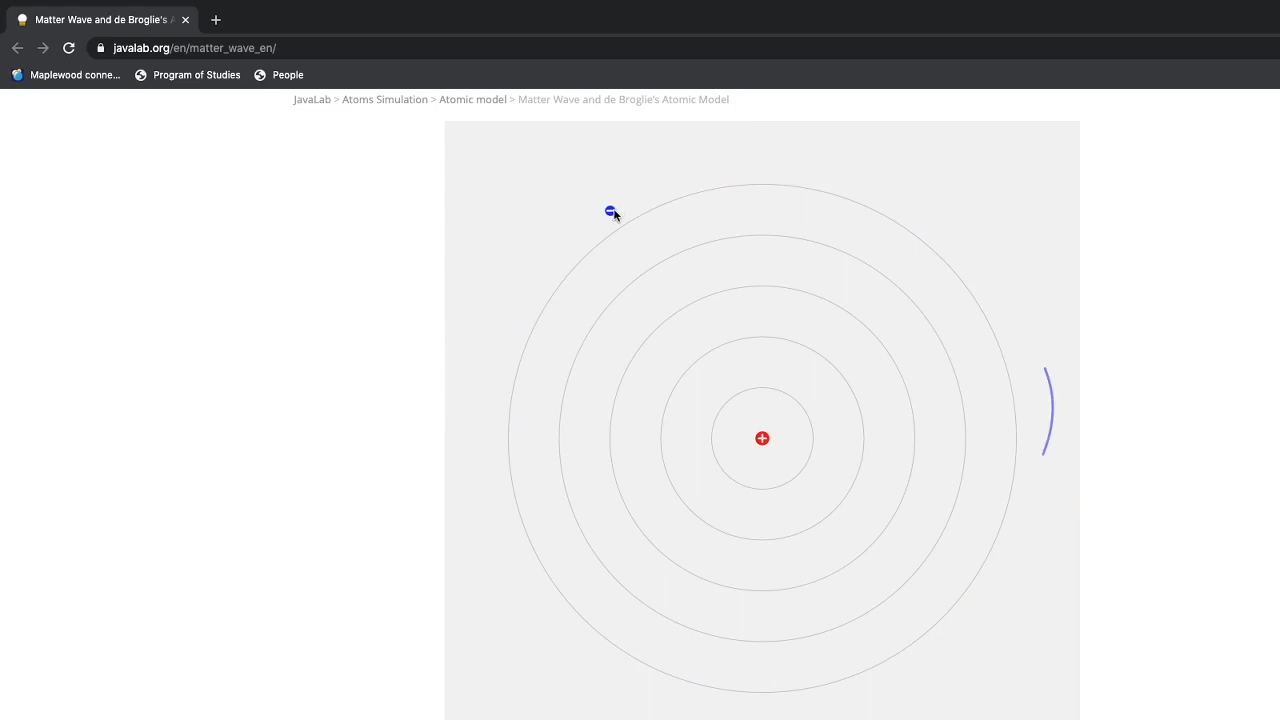 Matter Wave and de Broglie's A
javalab.org/en/matter_wave_en/
Maplewood conne... Program of Studies People
JavaLab > Atoms Simulation > Atomic model > Matter Wave and de Broglie's Atomic Model